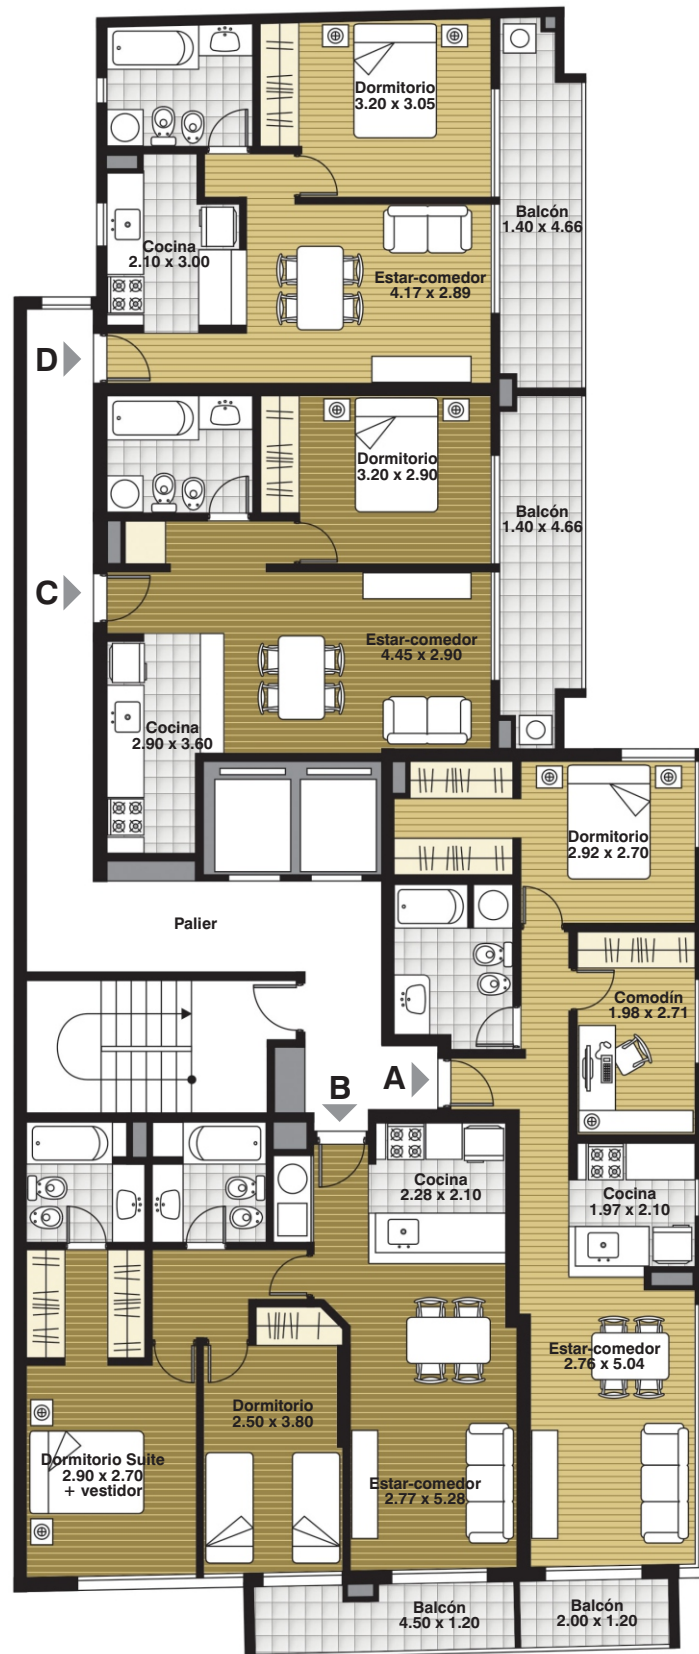 Dormitorio
3.20 x 3.05
Balcón
1.40 x 4.66
Cocina
2.10 x 3.00
Estar-comedor
4.17 x 2.89
D
Dormitorio
3.20 x 2.90
Balcón
1.40 x 4.66
C
Estar-comedor
4.45 x 2.90
Cocina
2.90 x 3.60
Dormitorio
2.92 x 2.70
Palier
Comodín
1.98 x 2.71
A
B
Cocina
2.28 x 2.10
Cocina
1.97 x 2.10
Estar-comedor
2.76 x 5.04
Dormitorio
2.50 x 3.80
Dormitorio Suite
2.90 x 2.70
+ vestidor
Estar-comedor
2.77 x 5.28
Balcón
4.50 x 1.20
Balcón
2.00 x 1.20